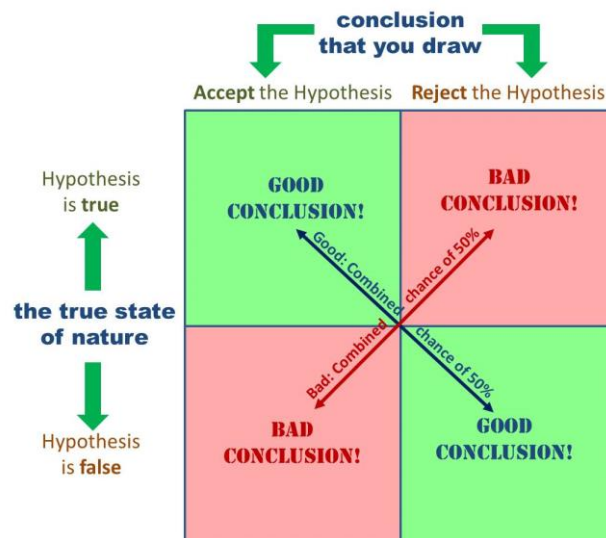 conclusion
that you draw
Accept the Hypothesis
Reject the Hypothesis
Hypothesis
is true
GOOD
CONCLUSION!
BAD
CONCLUSION!
Good: Combined
chance of 50%
the true state
of nature
Bad: Combined
chance of 50%
Hypothesis
is false
BAD
CONCLUSION!
GOOD
CONCLUSION!